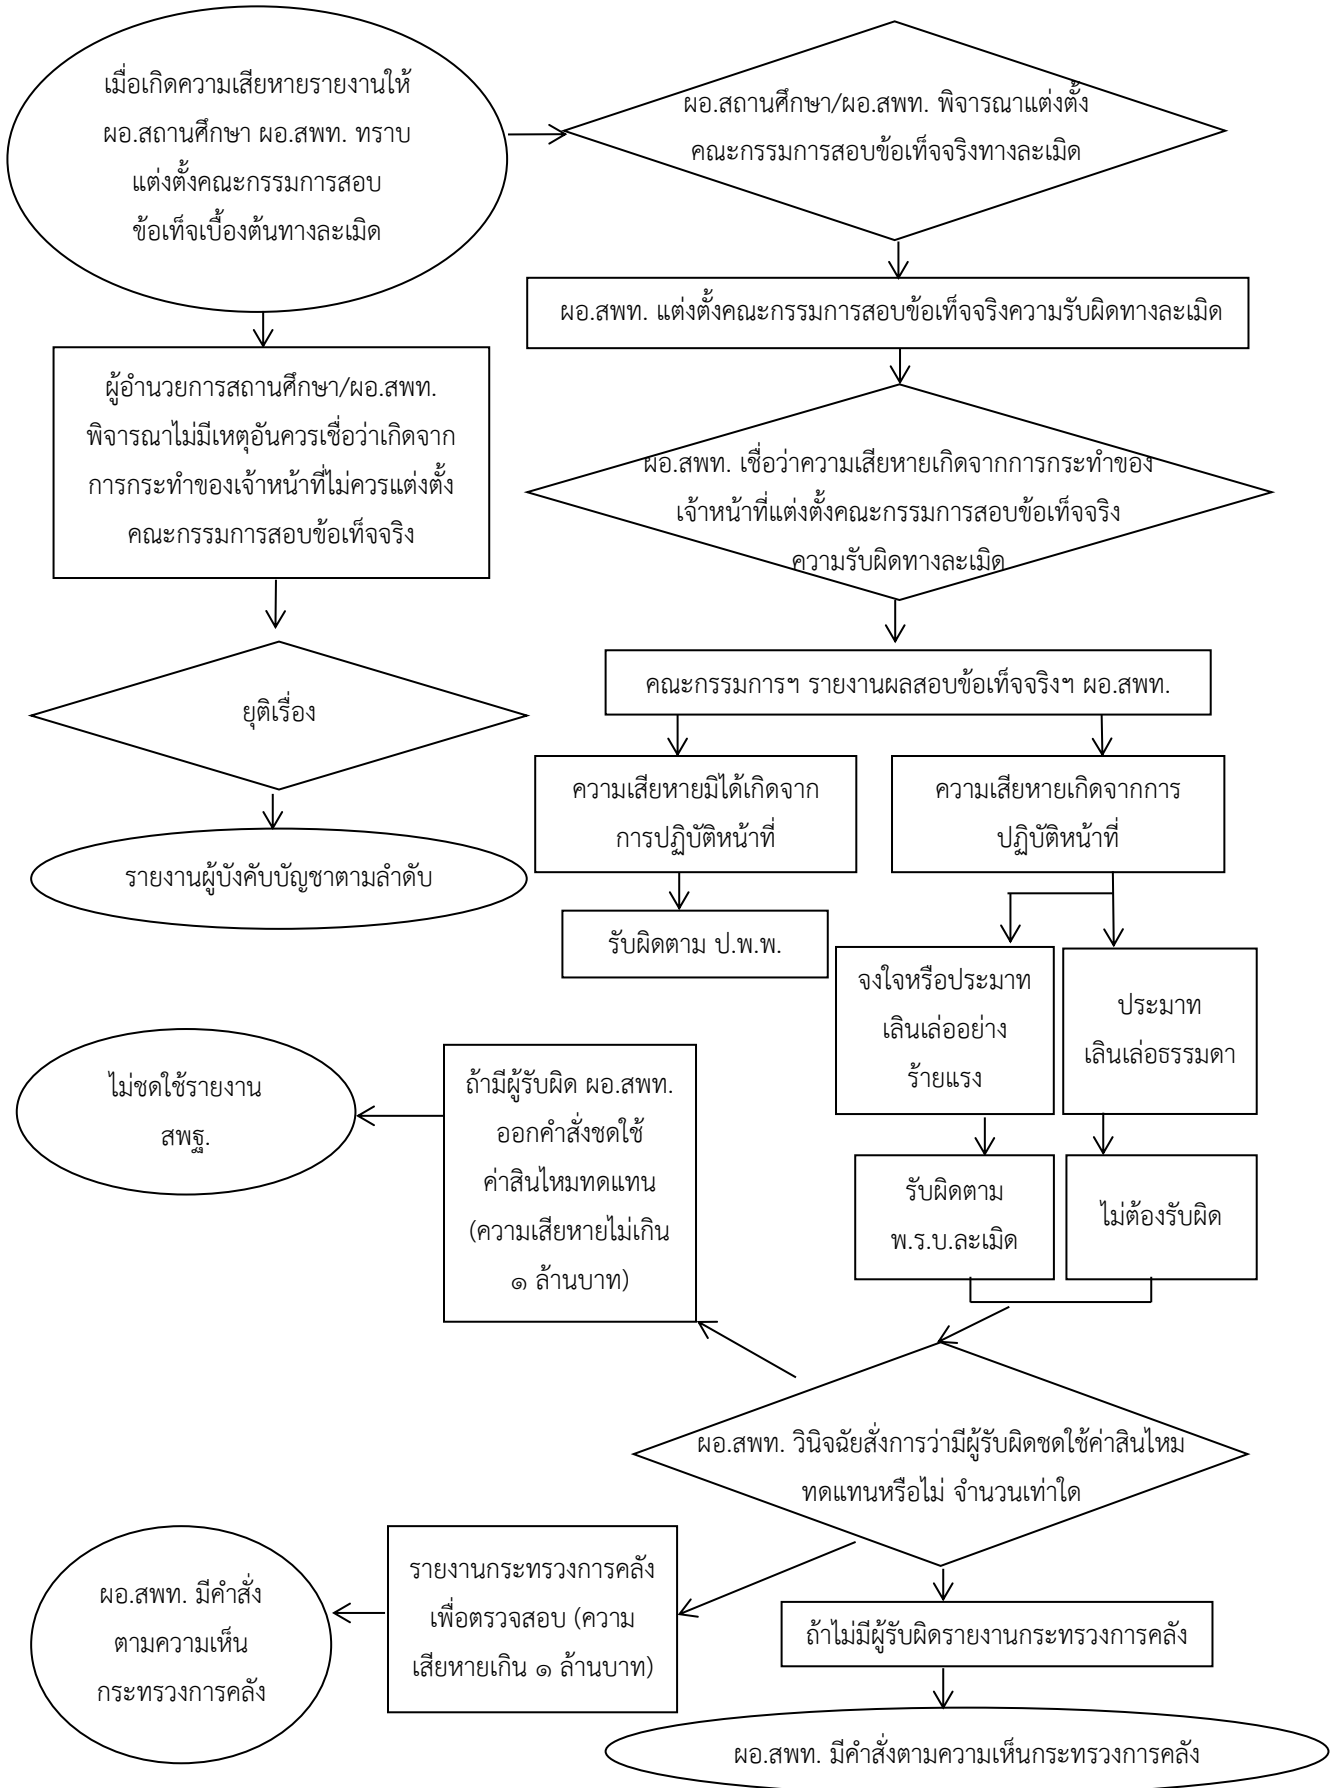 เมื่อเกิดความเสียหายรายงานให้
ผอ.สถานศึกษา ผอ.สพท. ทราบ
แต่งตั้งคณะกรรมการสอบ
ข้อเท็จเบื้องต้นทางละเมิด
ผอ.สถานศึกษา/ผอ.สพท. พิจารณาแต่งตั้ง
คณะกรรมการสอบข้อเท็จจริงทางละเมิด
ผอ.สพท. แต่งตั้งคณะกรรมการสอบข้อเท็จจริงความรับผิดทางละเมิด
ผู้อำนวยการสถานศึกษา/ผอ.สพท.
พิจารณาไม่มีเหตุอันควรเชื่อว่าเกิดจาก
การกระทำของเจ้าหน้าที่ไม่ควรแต่งตั้ง
คณะกรรมการสอบข้อเท็จจริง
ผอ.สพท. เชื่อว่าความเสียหายเกิดจากการกระทำของ
เจ้าหน้าที่แต่งตั้งคณะกรรมการสอบข้อเท็จจริง
ความรับผิดทางละเมิด
ยุติเรื่อง
รายงานผู้บังคับบัญชาตามลำดับ
คณะกรรมการฯ รายงานผลสอบข้อเท็จจริงฯ ผอ.สพท.
ความเสียหายมิได้เกิดจาก
การปฏิบัติหน้าที่
ความเสียหายเกิดจากการ
ปฏิบัติหน้าที่
รับผิดตาม ป.พ.พ.
จงใจหรือประมาท
เลินเล่ออย่าง
ร้ายแรง
ประมาท
เลินเล่อธรรมดา
ไม่ชดใช้รายงาน
สพฐ.
ถ้ามีผู้รับผิด ผอ.สพท.
ออกคำสั่งชดใช้
ค่าสินไหมทดแทน
(ความเสียหายไม่เกิน
๑ ล้านบาท)
รับผิดตาม
พ.ร.บ.ละเมิด
ไม่ต้องรับผิด
ผอ.สพท. วินิจฉัยสั่งการว่ามีผู้รับผิดชดใช้ค่าสินไหม
ทดแทนหรือไม่ จำนวนเท่าใด
ผอ.สพท. มีคำสั่ง
ตามความเห็น
กระทรวงการคลัง
รายงานกระทรวงการคลัง
เพื่อตรวจสอบ (ความ
เสียหายเกิน ๑ ล้านบาท)
ถ้าไม่มีผู้รับผิดรายงานกระทรวงการคลัง
ผอ.สพท. มีคำสั่งตามความเห็นกระทรวงการคลัง